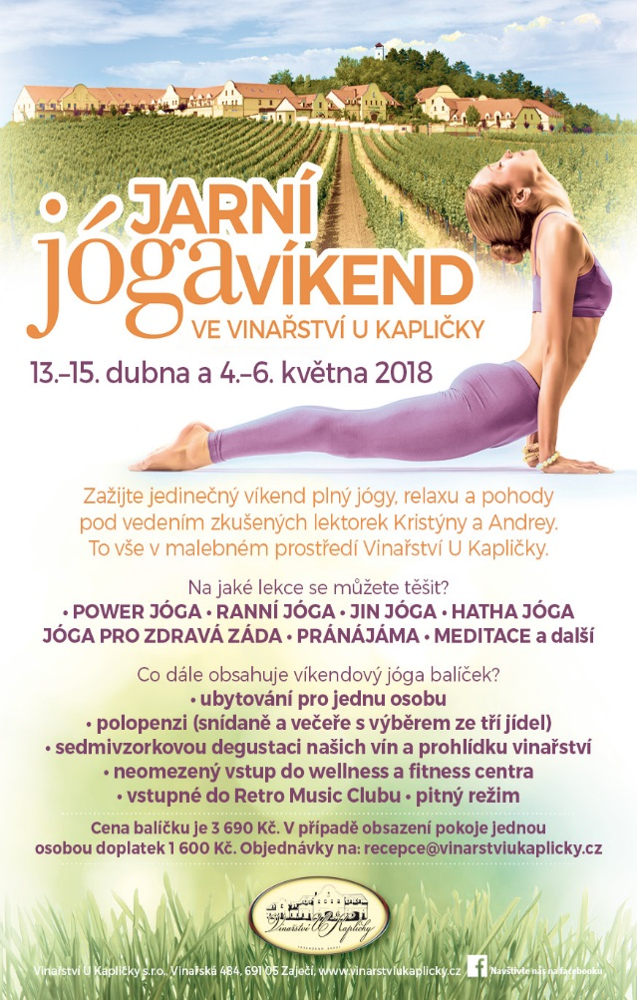 JARNÍ
jóga VÍKEND
VE VINAŘSTVÍ U KAPLIČKY
13.–15. dubna a 4.–6. května 2018
Zažijte jedinečný víkend plný jógy, relaxu a pohody
pod vedením zkušených lektorek Kristýny a Andrey.
To vše v malebném prostředí Vinařství U Kapličky.
Na jaké lekce se můžete těšit?
• POWER JÓGA • RANNÍ JÓGA • JIN JÓGA • HATHA JÓGA
JÓGA PRO ZDRAVÁ ZÁDA • PRÁNÁJÁMA • MEDITACE a další
Co dále obsahuje víkendový jóga balíček?
• ubytování pro jednu osobu
• polopenzi (snídaně a večeře s výběrem ze tří jídel)
• sedmivzorkovou degustaci našich vín a prohlídku vinařství
• neomezený vstup do wellness a fitness centra
• vstupné do Retro Music Clubu • pitný režim
Cena balíčku je 3 690 Kč. V případě obsazení pokoje jednou
osobou doplatek 1 600 Kč. Objednávky na: recepce@vinarstviukaplicky.cz
Vinařství U Kapličky
Vinařství U Kapličky s.r.o., Vinařská 484, 691 05 Zaječí, www.vinarstviukaplicky.cz f Navštivte nás na facebooku